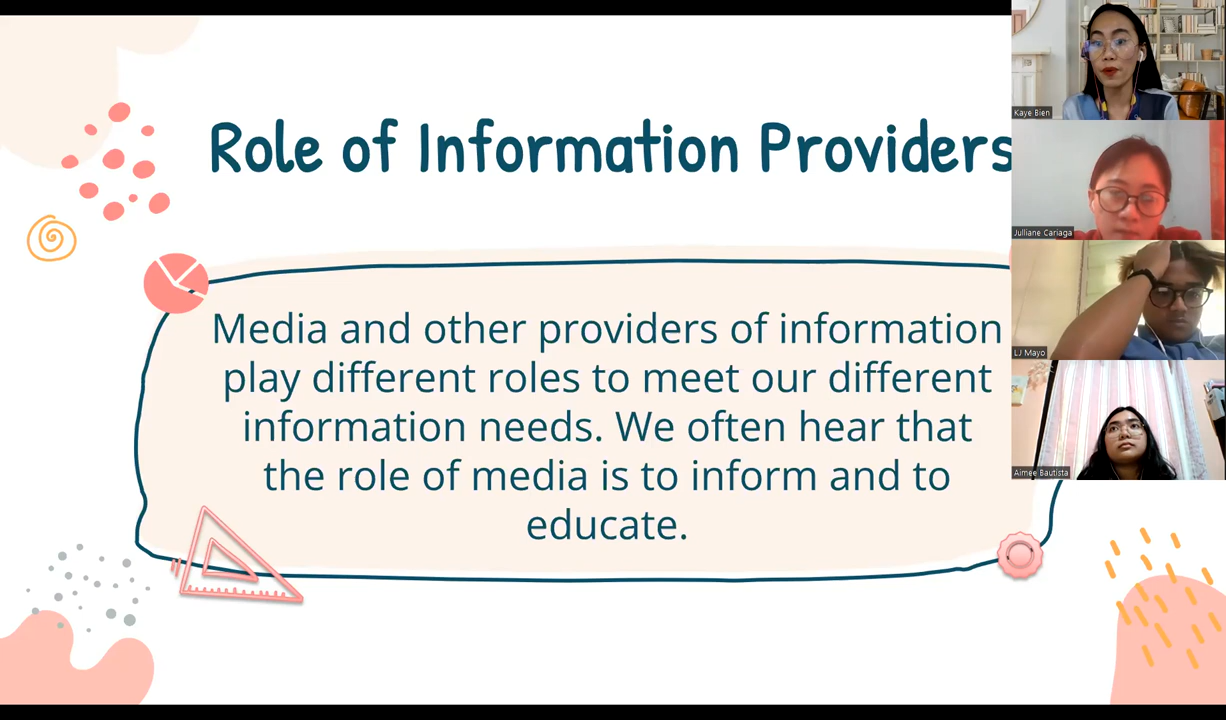 Role of Information Providers
Media and other providers of information
play different roles to meet our different
information needs. We often hear that
the role of media is to inform and to
educate.
Kaye Bien
Julliane Cariaga
LJ Mayo
Aimee Bautista